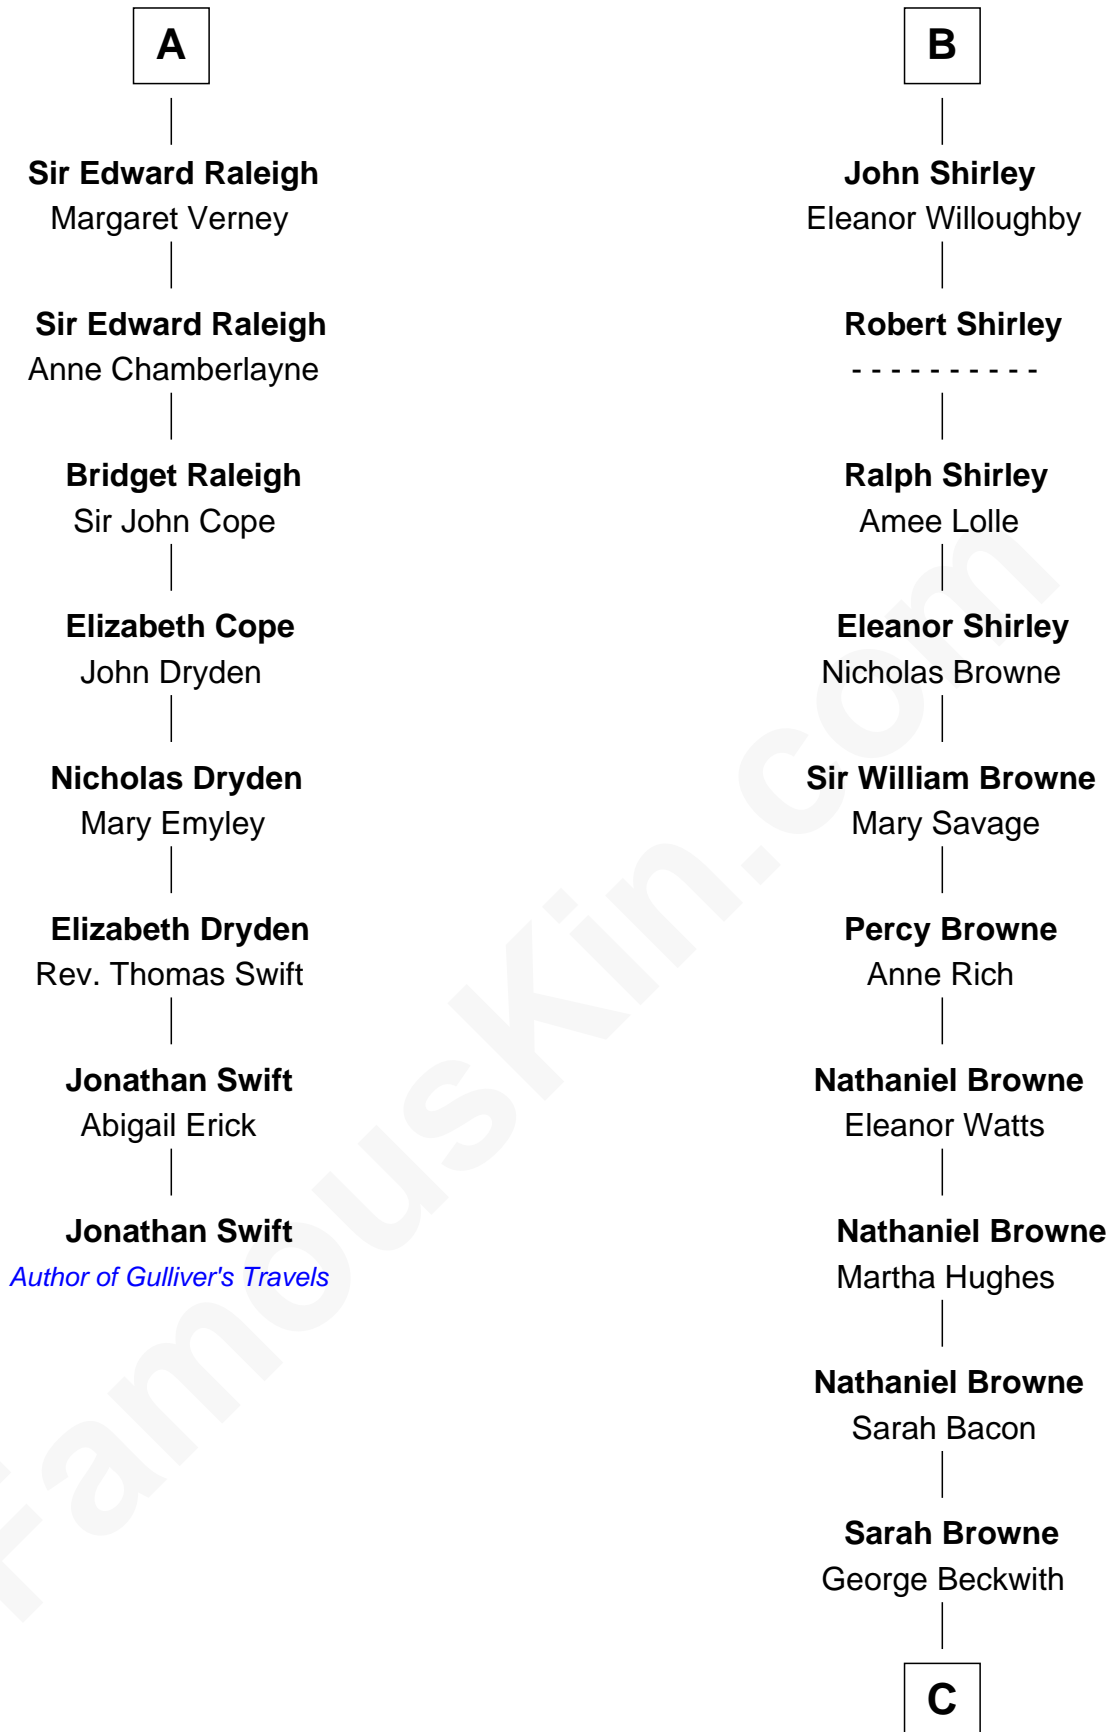 A
Sir Edward Raleigh
Margaret Verney
Sir Edward Raleigh
Anne Chamberlayne
Bridget Raleigh
Sir John Cope
Elizabeth Cope
John Dryden
Nicholas Dryden
Mary Emyley
Elizabeth Dryden
Rev. Thomas Swift
Jonathan Swift
Abigail Erick
Jonathan Swift
Author of Gulliver's Travels
B
John Shirley
Eleanor Willoughby
Robert Shirley
- - - - - - - - - -
Ralph Shirley
Amee Lolle
Eleanor Shirley
Nicholas Browne
Sir William Browne
Mary Savage
Percy Browne
Anne Rich
Nathaniel Browne
Eleanor Watts
Nathaniel Browne
Martha Hughes
Nathaniel Browne
Sarah Bacon
Sarah Browne
George Beckwith
C
FamousKin.com